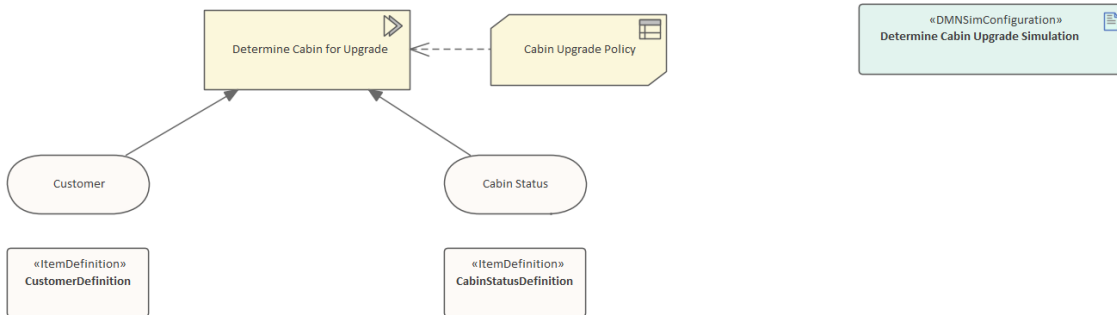 Determine Cabin for Upgrade
Cabin Upgrade Policy
«DMNSimConfiguration»
Determine Cabin Upgrade Simulation
Customer
Cabin Status
«ItemDefinition»
CustomerDefinition
«ItemDefinition»
CabinStatusDefinition